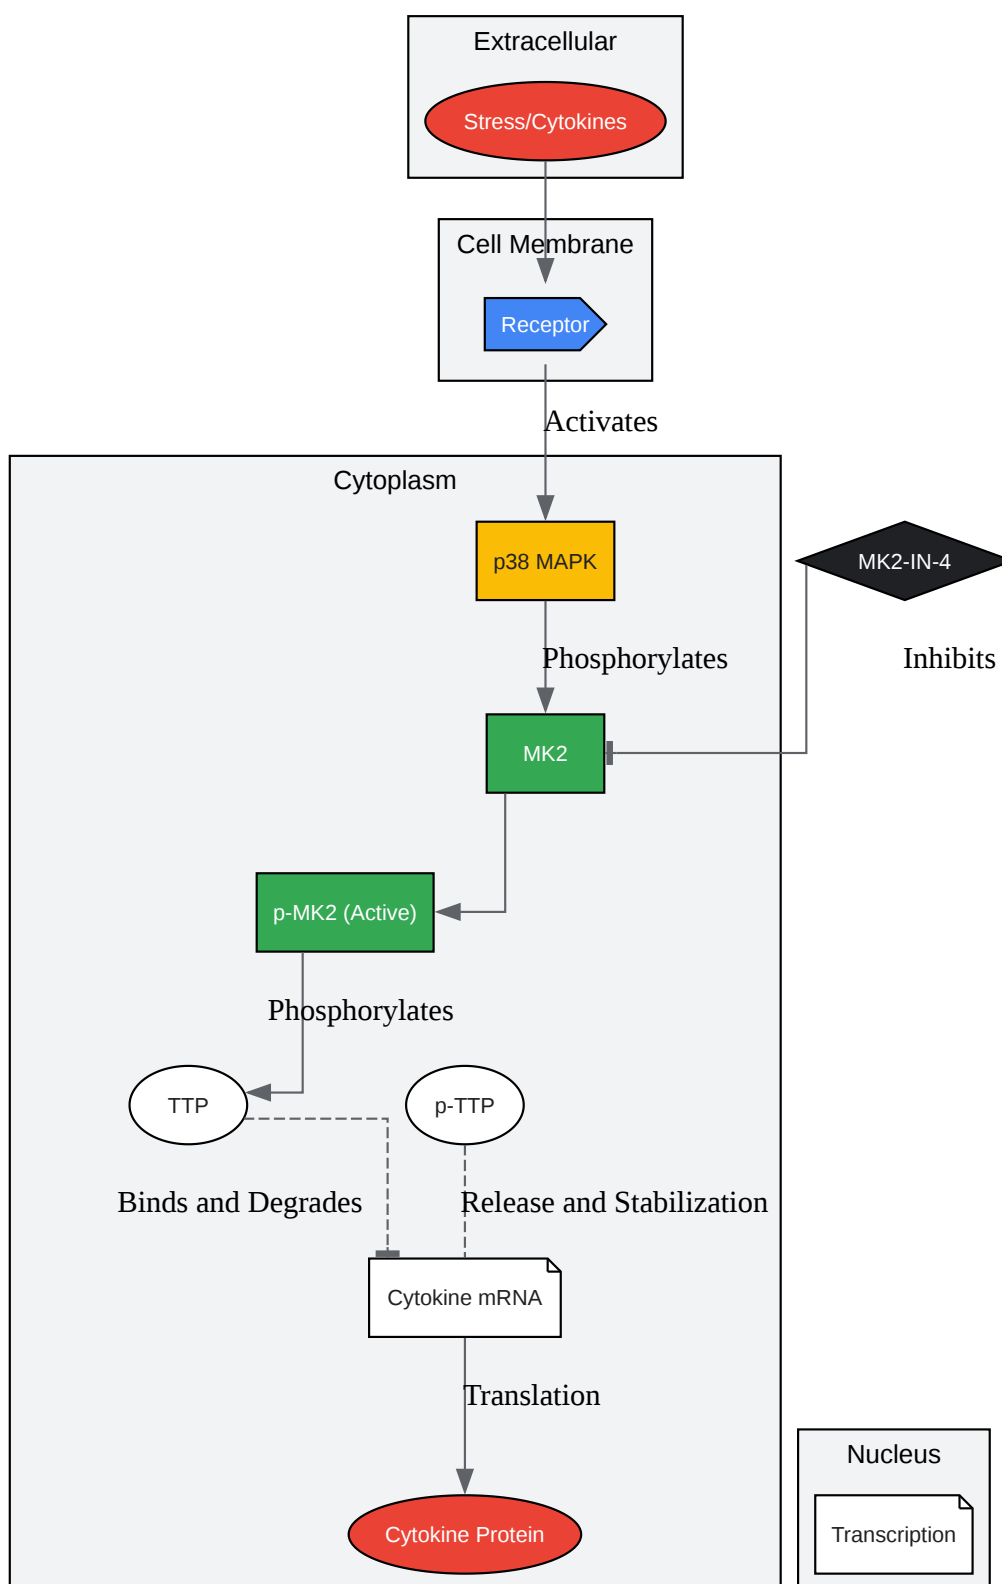 Extracellular
Stress/Cytokines
Cell Membrane
Receptor
Activates
Cytoplasm
p38 MAPK
MK2-IN-4
Phosphorylates
Inhibits
MK2
p-MK2 (Active)
Phosphorylates
TTP
p-TTP
Binds and Degrades
Release and Stabilization
Cytokine mRNA
Translation
Nucleus
Cytokine Protein
Transcription